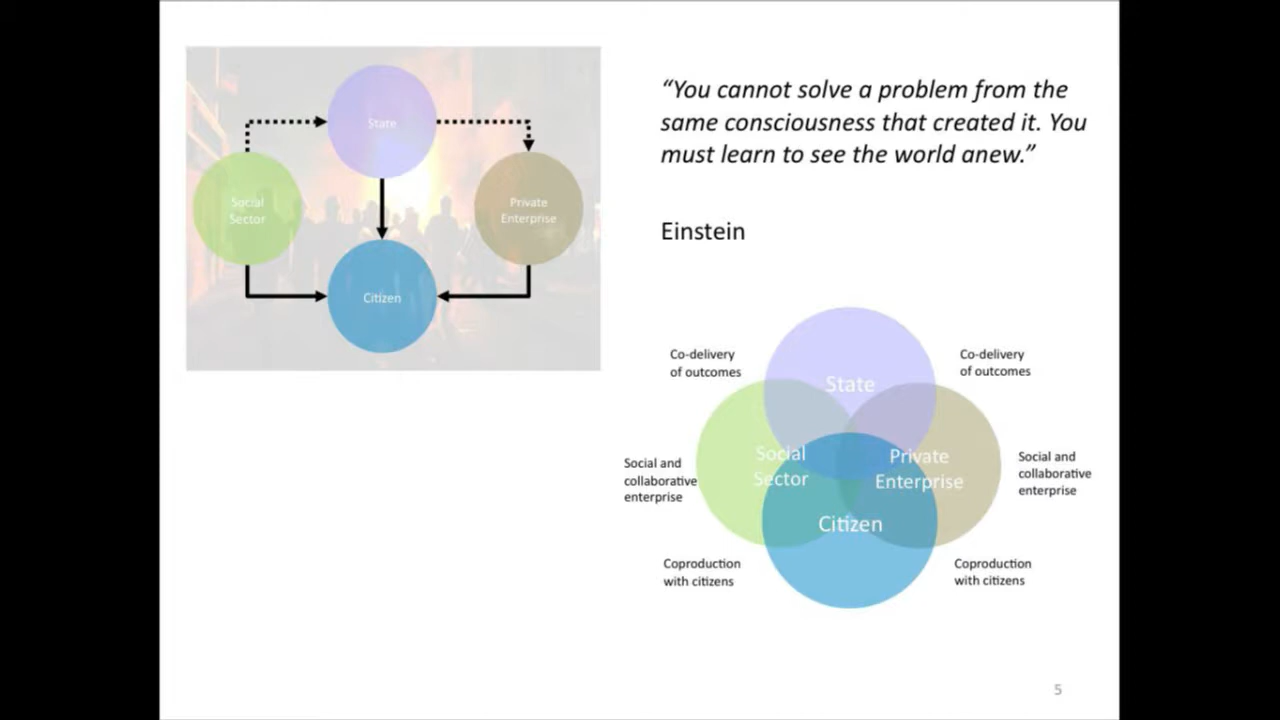 State
Social
Sector
Private
Enterprise
Citizen
“You cannot solve a problem from the
same consciousness that created it. You
must learn to see the world anew.”
Einstein
Co-delivery
of outcomes
Co-delivery
of outcomes
State
Social and
collaborative
enterprise
Social
Sector
Private
Enterprise
Social and
collaborative
enterprise
Citizen
Coproduction
with citizens
Coproduction
with citizens
5